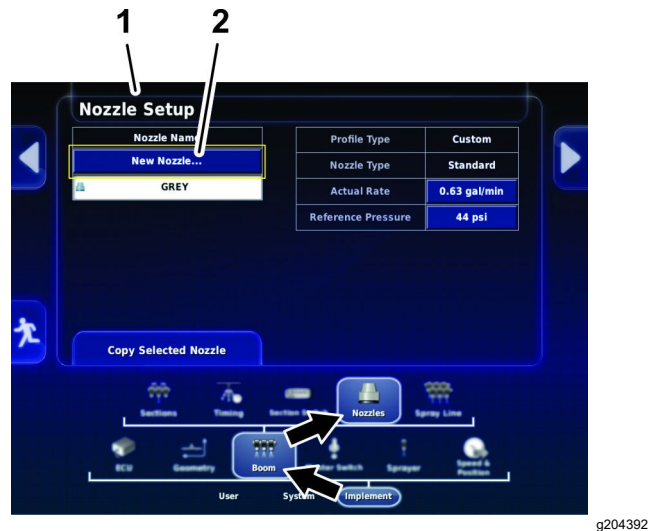 1 2
Nozzle Setup
Nozzle Name
New Nozzle...
GREY
Profile Type Custom
Nozzle Type Standard
Actual Rate 0.63 gal/min
Reference Pressure 44 psi
Copy Selected Nozzle
Sections Timing Section Nozzles Spray Line
ECU Geometry Boom Switch Sprayer Speed & Position
User System Implement
g204392